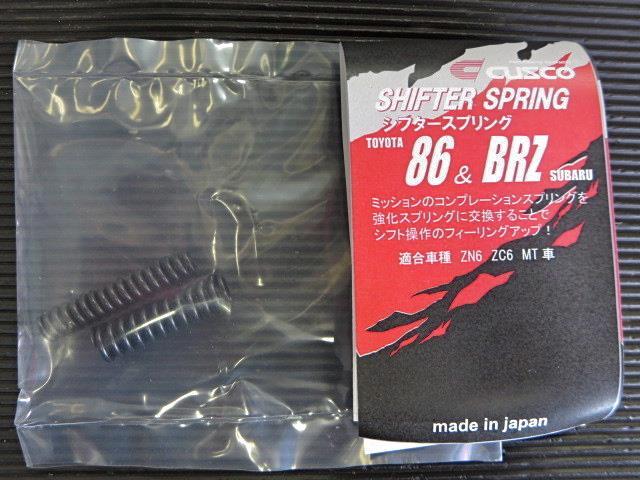 CUSCO
SHIFTER SPRING
シフタースプリング
TOYOTA 86 & BRZ SUBARU
ミッションのコンプレーションスプリングを
強化スプリングに交換することで
シフト操作のフィーリングアップ！
適合車種 ZN6 ZC6 MT車
made in japan